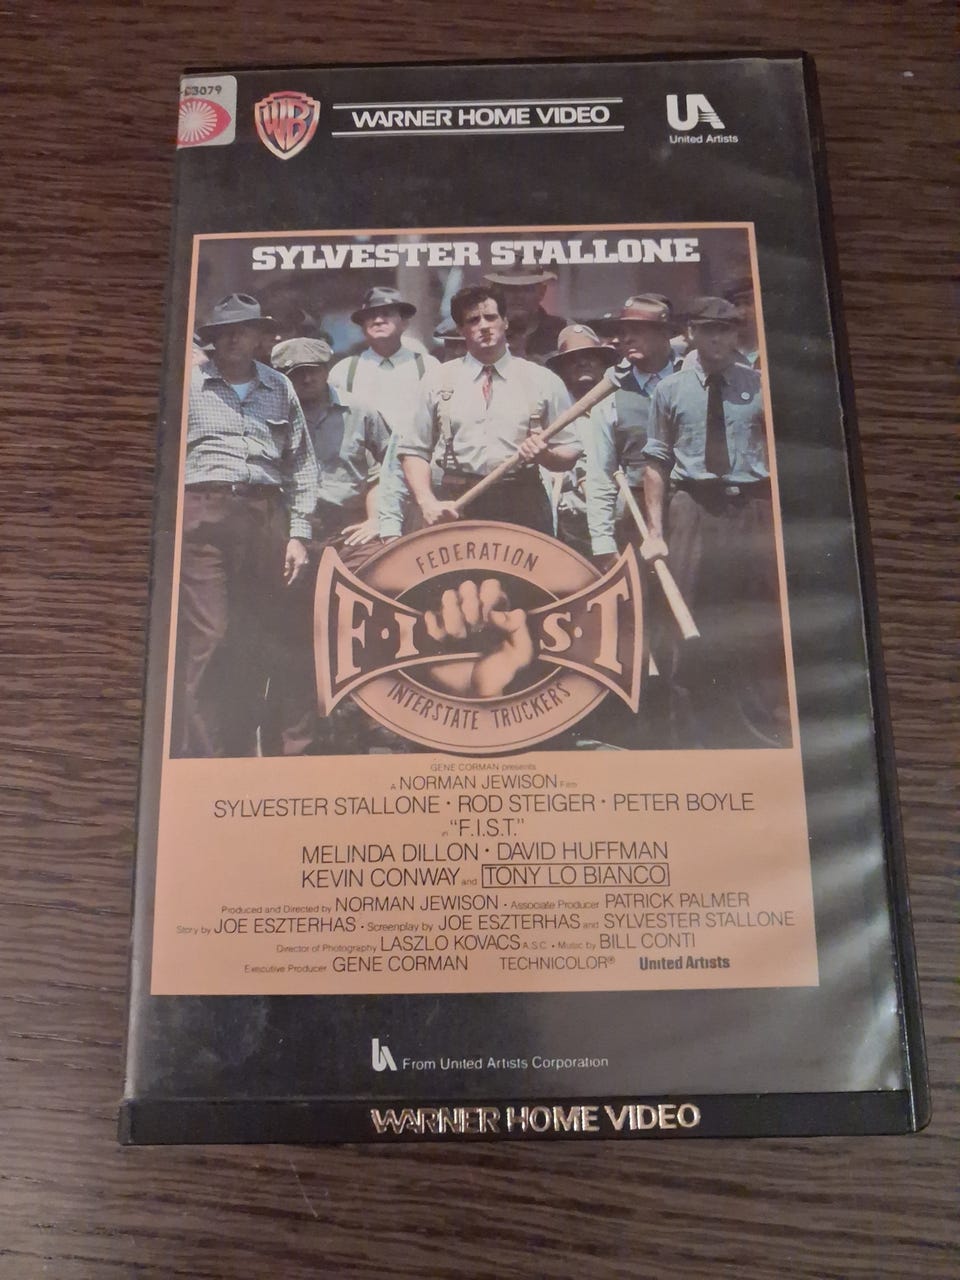 3079
WB
WARNER HOME VIDEO
UA
United Artists
SYLVESTER STALLONE
FEDERATION
F·I S·T
INTERSTATE TRUCKERS
GENE CORMAN presents
A NORMAN JEWISON Film
SYLVESTER STALLONE · ROD STEIGER · PETER BOYLE
in "F.I.S.T."
MELINDA DILLON · DAVID HUFFMAN
KEVIN CONWAY and TONY LO BIANCO
Produced and Directed by NORMAN JEWISON · Associate Producer PATRICK PALMER
Story by JOE ESZTERHAS · Screenplay by JOE ESZTERHAS and SYLVESTER STALLONE
Director of Photography LASZLO KOVACS A.S.C. · Music by BILL CONTI
Executive Producer GENE CORMAN TECHNICOLOR® United Artists
UA From United Artists Corporation
WARNER HOME VIDEO